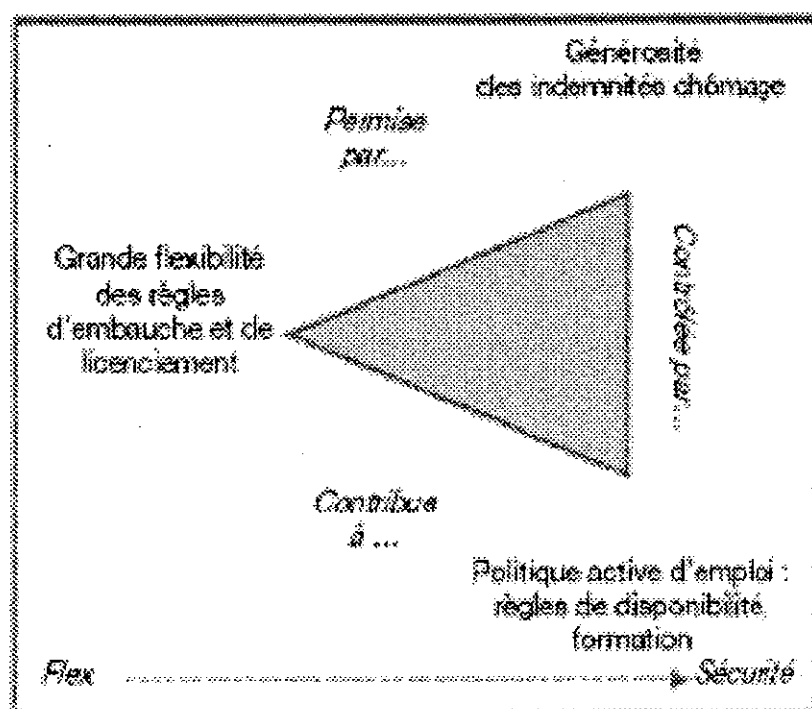 Générosité
des indemnités chômage
Permise
par...
Grande flexibilité
des règles
d'embauche et de
licenciement
Contrôlée par...
Contribue
à ...
Politique active d'emploi :
règles de disponibilité,
formation
Flex
Sécurité